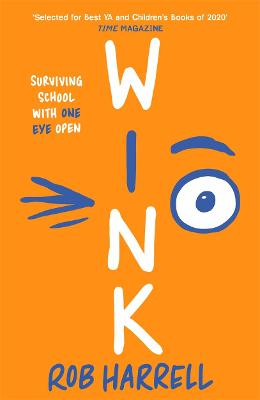 'Selected for Best YA and Children's Books of 2020'
TIME MAGAZINE
SURVIVING
SCHOOL
WITH ONE
EYE OPEN
W
I
N
K
ROB HARRELL